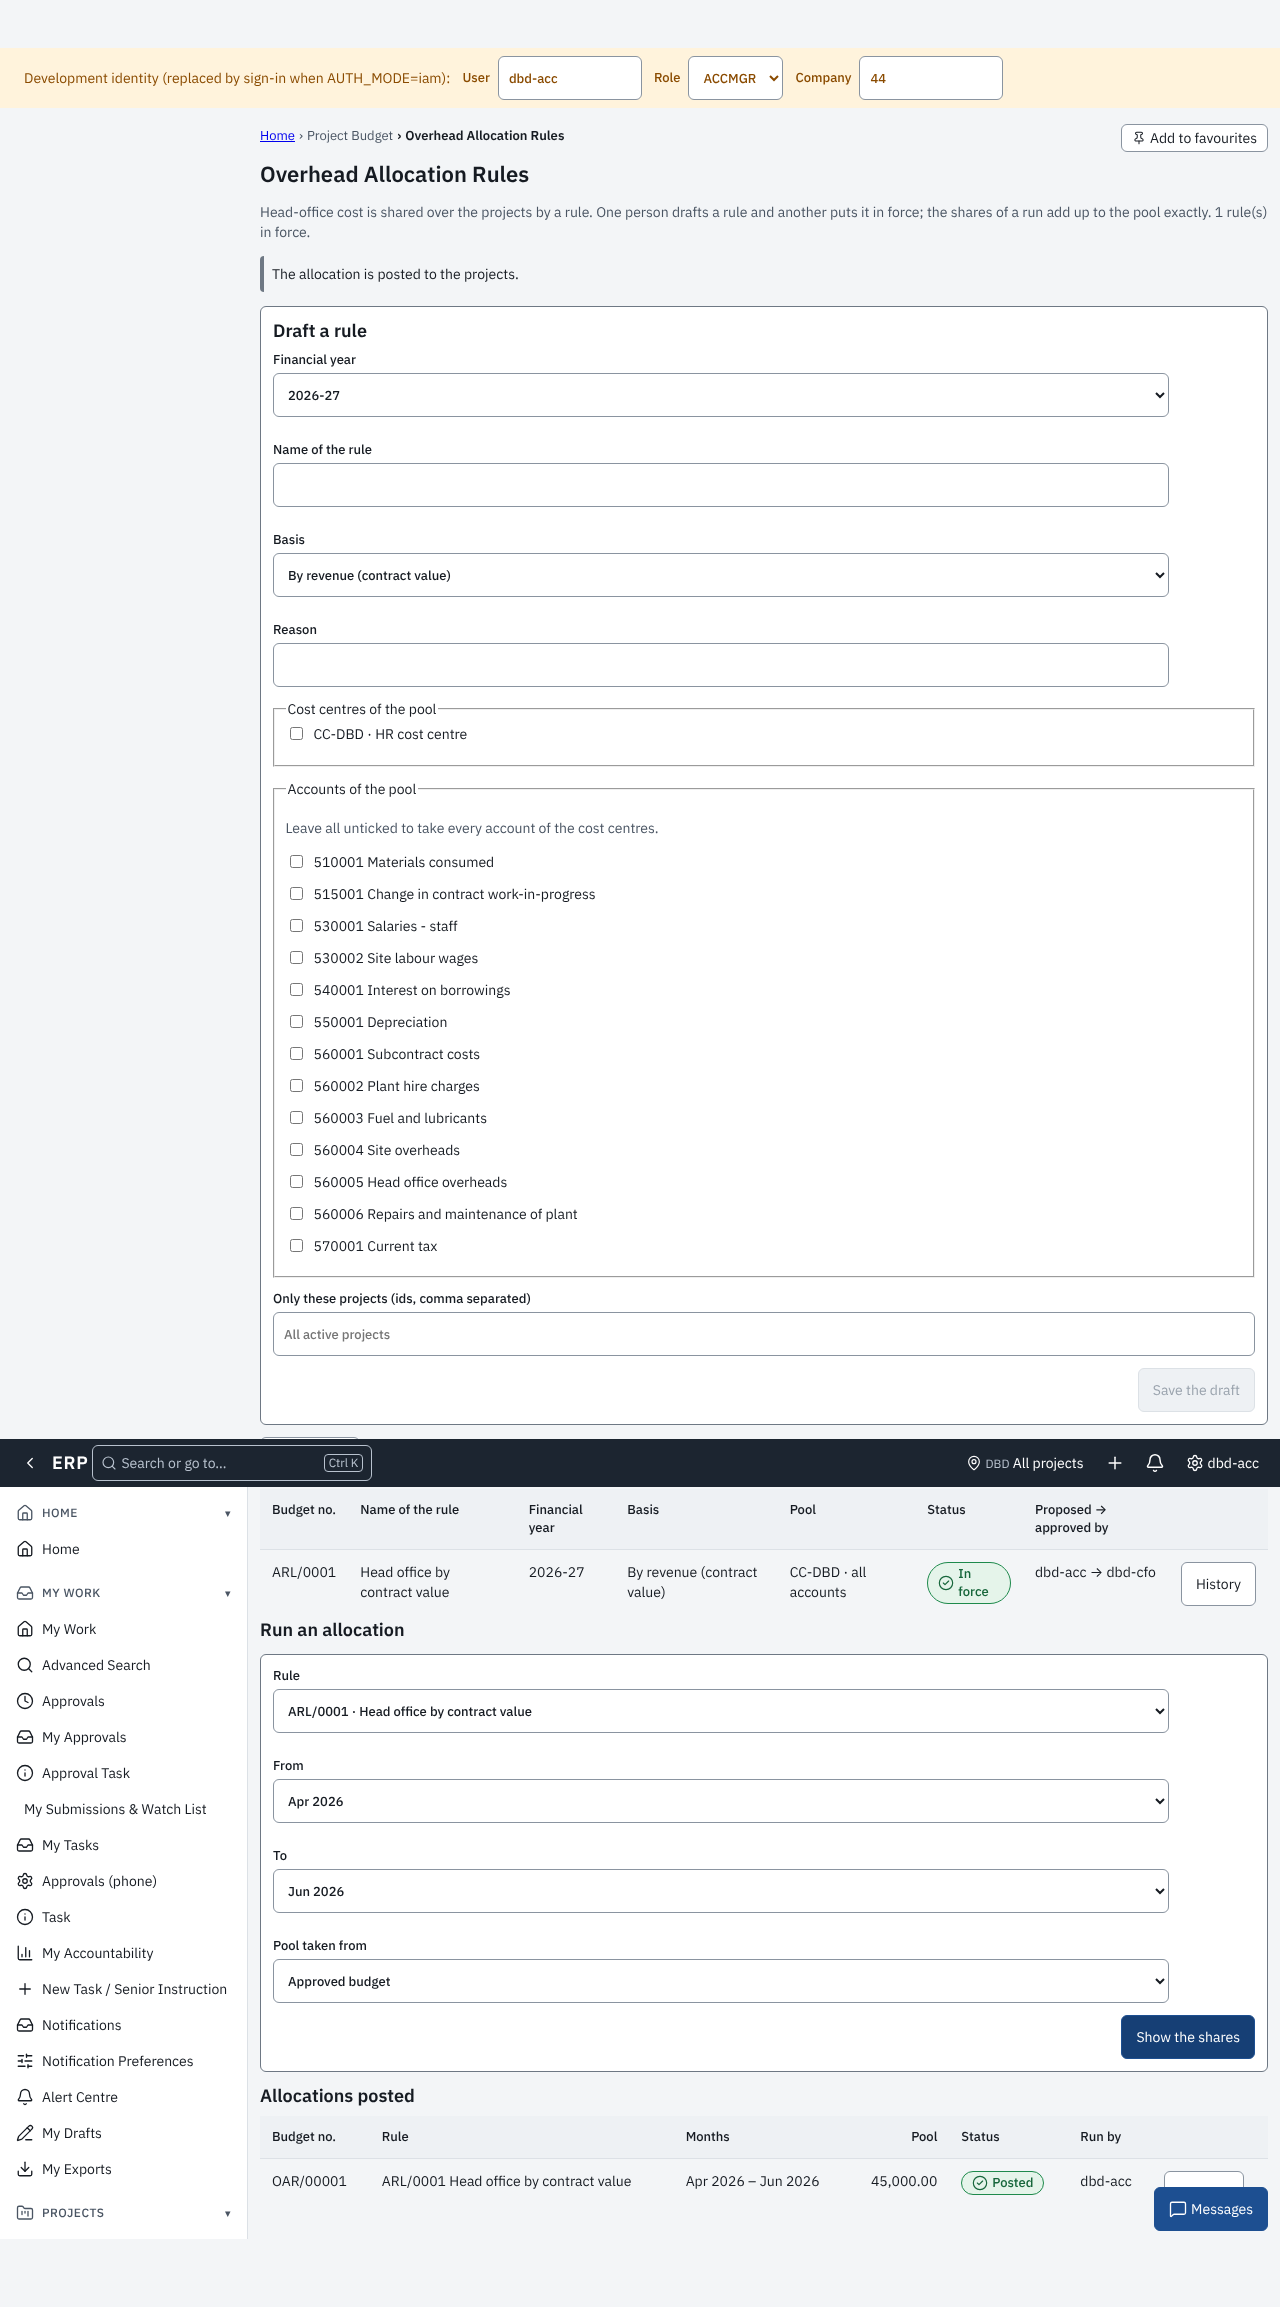 Development identity (replaced by sign-in when AUTH_MODE=iam): User dbd-acc Role ACCMGR Company 44
Home › Project Budget › Overhead Allocation Rules
Add to favourites
Overhead Allocation Rules
Head-office cost is shared over the projects by a rule. One person drafts a rule and another puts it in force; the shares of a run add up to the pool exactly. 1 rule(s)
in force.
The allocation is posted to the projects.
Draft a rule
Financial year
2026-27
Name of the rule
Basis
By revenue (contract value)
Reason
Cost centres of the pool
CC-DBD · HR cost centre
Accounts of the pool
Leave all unticked to take every account of the cost centres.
510001 Materials consumed
515001 Change in contract work-in-progress
530001 Salaries - staff
530002 Site labour wages
540001 Interest on borrowings
550001 Depreciation
560001 Subcontract costs
560002 Plant hire charges
560003 Fuel and lubricants
560004 Site overheads
560005 Head office overheads
560006 Repairs and maintenance of plant
570001 Current tax
Only these projects (ids, comma separated)
All active projects
Save the draft
ERP
Search or go to... Ctrl K
DBD All projects
dbd-acc
HOME
Home
MY WORK
My Work
Advanced Search
Approvals
My Approvals
Approval Task
My Submissions & Watch List
My Tasks
Approvals (phone)
Task
My Accountability
New Task / Senior Instruction
Notifications
Notification Preferences
Alert Centre
My Drafts
My Exports
PROJECTS
Budget no. Name of the rule Financial year Basis Pool Status Proposed → approved by
ARL/0001 Head office by contract value 2026-27 By revenue (contract value) CC-DBD · all accounts In force dbd-acc → dbd-cfo History
Run an allocation
Rule
ARL/0001 · Head office by contract value
From
Apr 2026
To
Jun 2026
Pool taken from
Approved budget
Show the shares
Allocations posted
Budget no. Rule Months Pool Status Run by
OAR/00001 ARL/0001 Head office by contract value Apr 2026 – Jun 2026 45,000.00 Posted dbd-acc
Messages